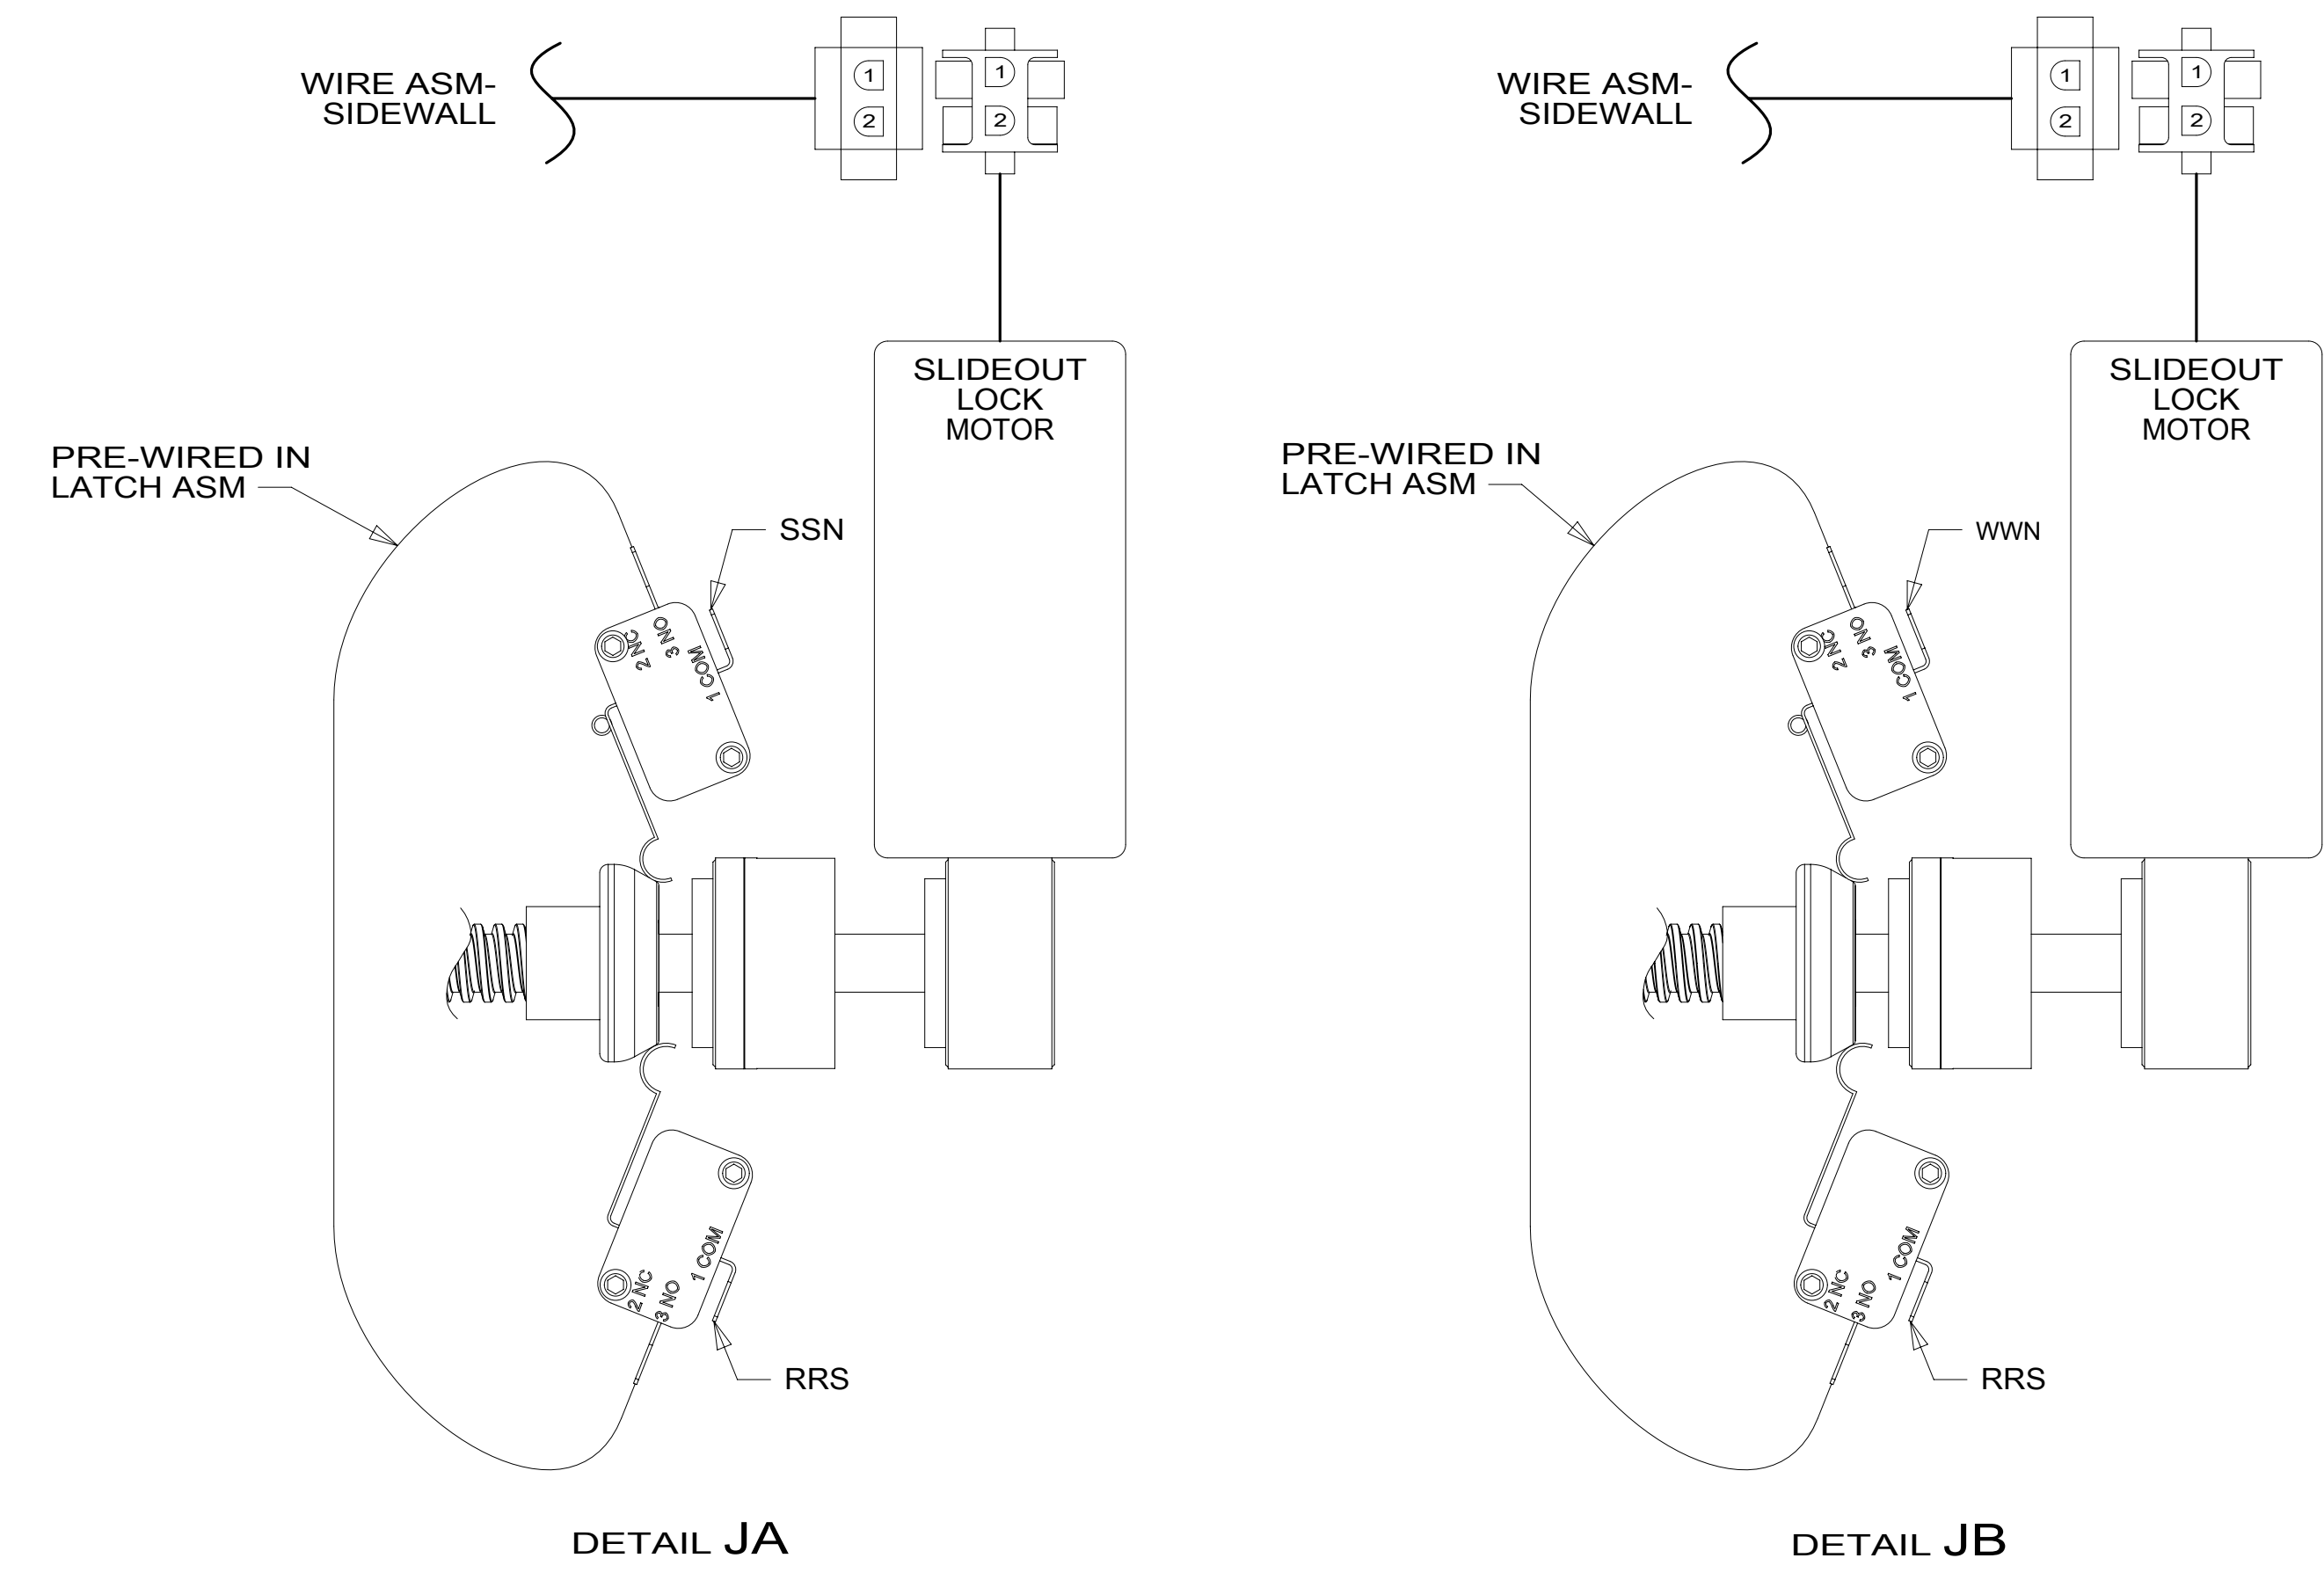 WIRE ASM-
SIDEWALL
1
2
1
2
SLIDEOUT
LOCK
MOTOR
PRE-WIRED IN
LATCH ASM
SSN
2 NC
3 NO
1 COM
1 COM
2 NC
3 NO
RRS
DETAIL JA
WIRE ASM-
SIDEWALL
1
2
1
2
SLIDEOUT
LOCK
MOTOR
PRE-WIRED IN
LATCH ASM
WWN
2 NC
3 NO
1 COM
1 COM
2 NC
3 NO
RRS
DETAIL JB